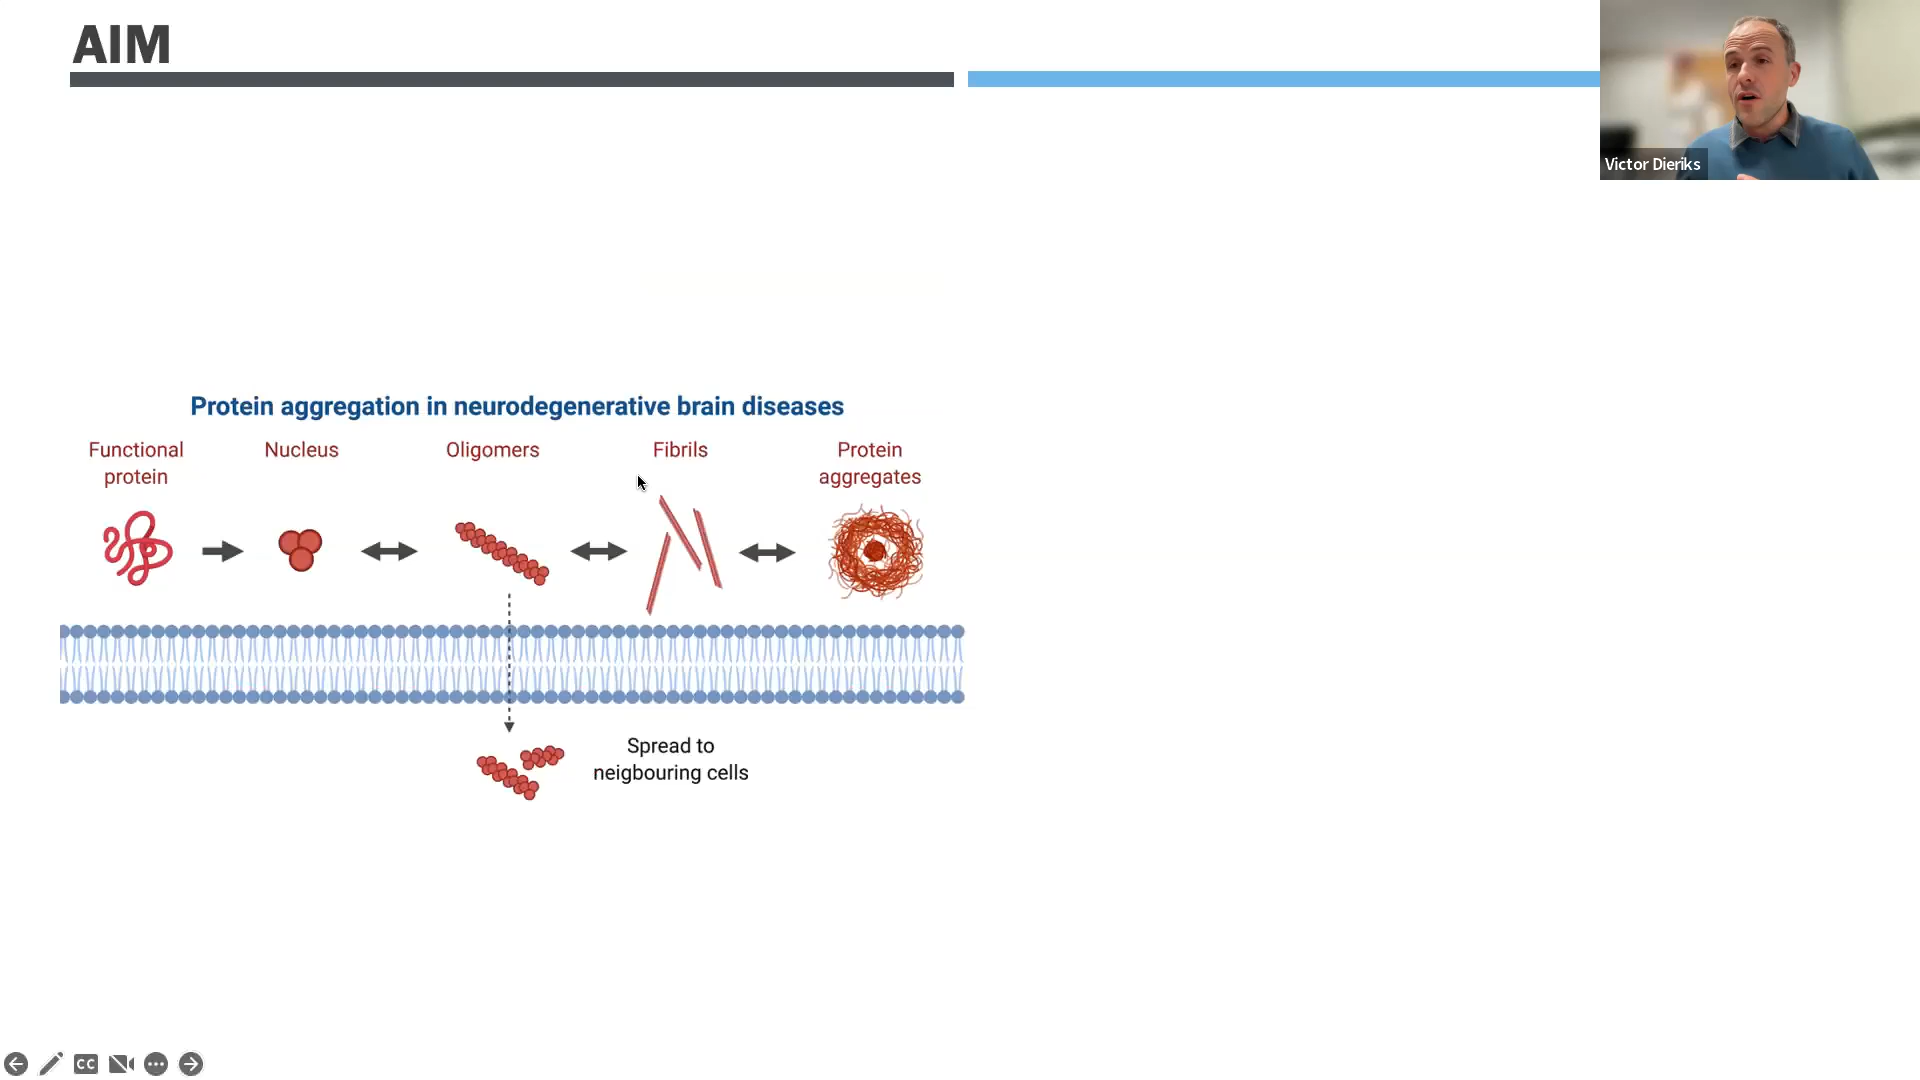 AIM
Victor Dieriks
Protein aggregation in neurodegenerative brain diseases
Functional
protein
Nucleus
Oligomers
Fibrils
Protein
aggregates
Spread to
neigbouring cells
CC